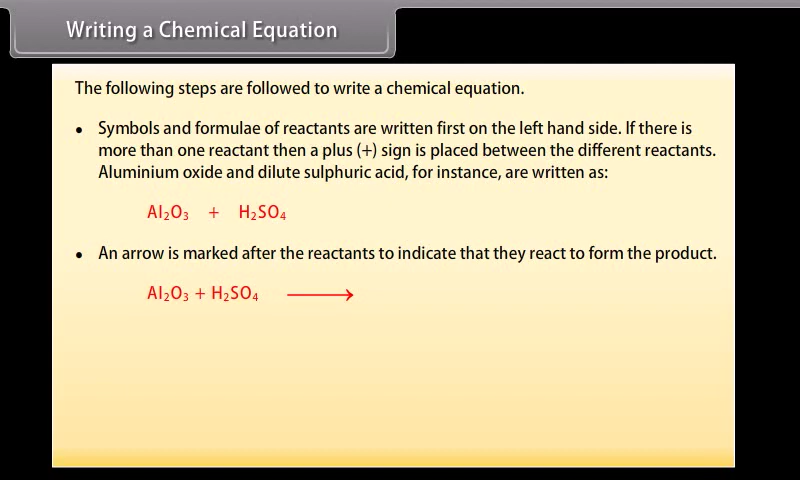 Writing a Chemical Equation
The following steps are followed to write a chemical equation.
• Symbols and formulae of reactants are written first on the left hand side. If there is
more than one reactant then a plus (+) sign is placed between the different reactants.
Aluminium oxide and dilute sulphuric acid, for instance, are written as:
Al₂O₃ + H₂SO₄
• An arrow is marked after the reactants to indicate that they react to form the product.
Al₂O₃ + H₂SO₄ ⟶